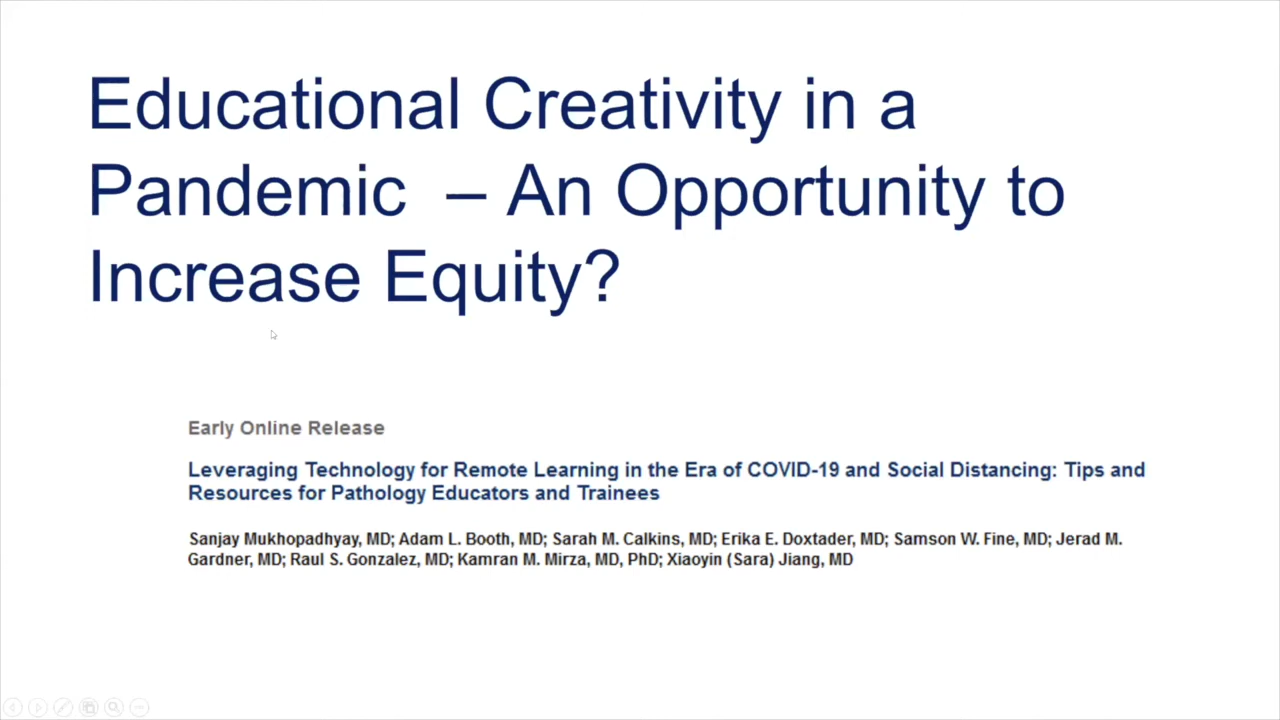 Educational Creativity in a
Pandemic – An Opportunity to
Increase Equity?
Early Online Release
Leveraging Technology for Remote Learning in the Era of COVID-19 and Social Distancing: Tips and
Resources for Pathology Educators and Trainees
Sanjay Mukhopadhyay, MD; Adam L. Booth, MD; Sarah M. Calkins, MD; Erika E. Doxtader, MD; Samson W. Fine, MD; Jerad M.
Gardner, MD; Raul S. Gonzalez, MD; Kamran M. Mirza, MD, PhD; Xiaoyin (Sara) Jiang, MD